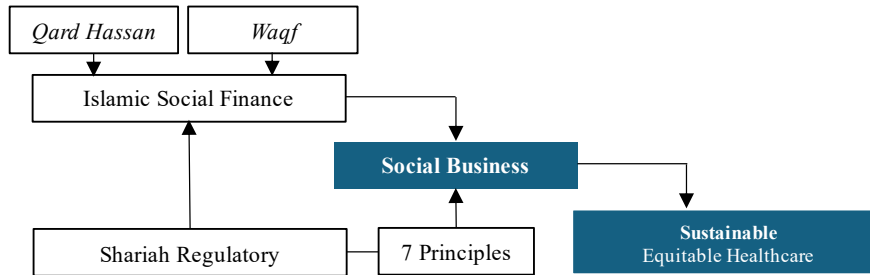 Qard Hassan
Waqf
Islamic Social Finance
Social Business
Shariah Regulatory
7 Principles
Sustainable
Equitable Healthcare